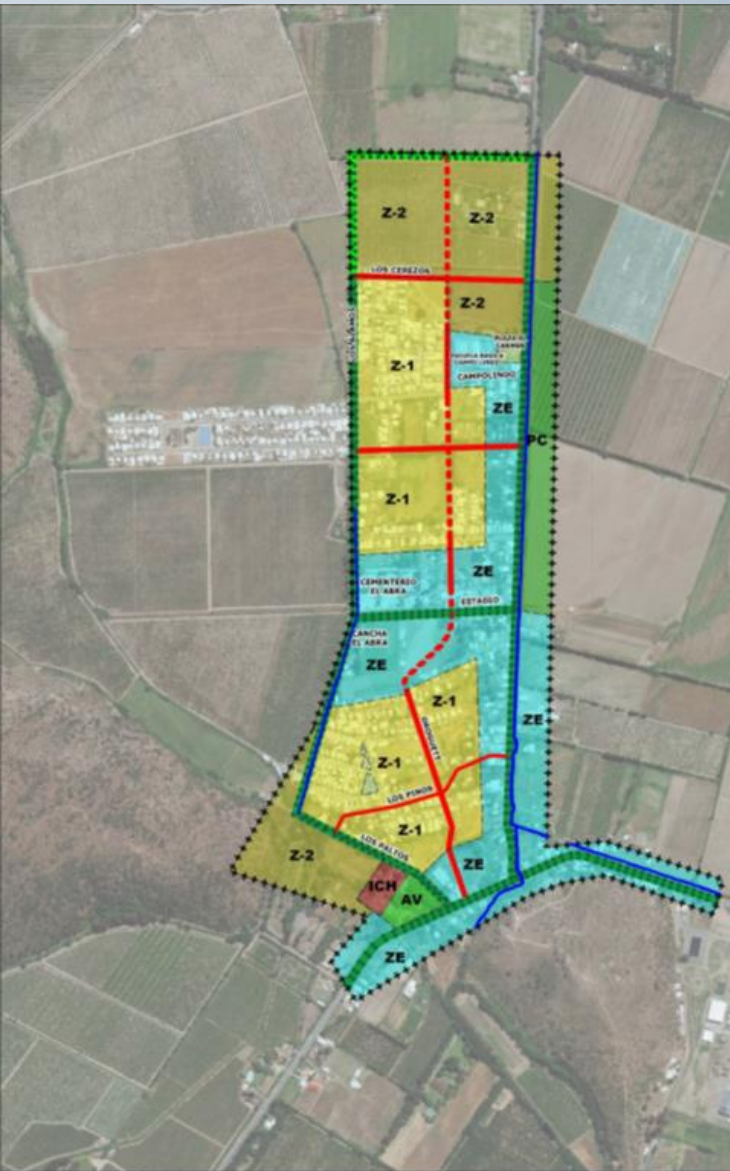 Z-2
Z-2
LOS CEREZOS
Z-2
Z-1
CAMPOLINDO
ZE
PC
Z-1
ZE
CEMENTERIO
EL ABRA
ESTADIO
CANCHA
EL ABRA
ZE
Z-1
ZE
Z-1
LOS PINOS
Z-1
LOS PALTOS
Z-2
ZE
ICH
AV
ZE